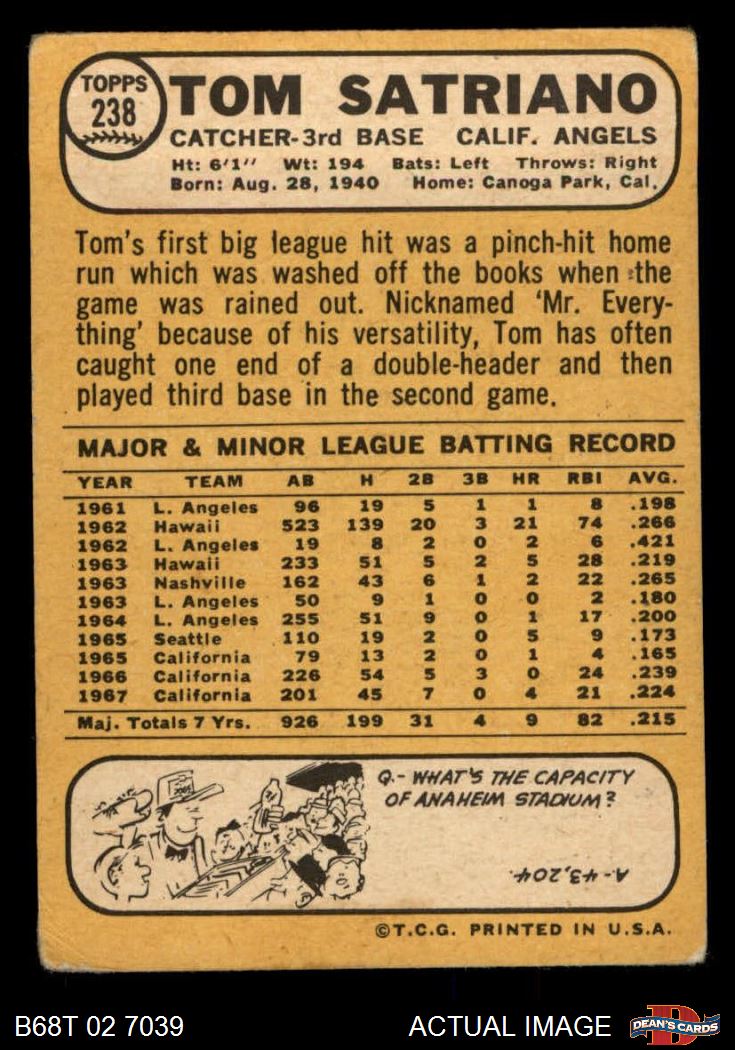 TOPPS
238
TOM SATRIANO
CATCHER-3rd BASE CALIF. ANGELS
Ht: 6'1" Wt: 194 Bats: Left Throws: Right
Born: Aug. 28, 1940 Home: Canoga Park, Cal.
Tom's first big league hit was a pinch-hit home
run which was washed off the books when the
game was rained out. Nicknamed 'Mr. Every-
thing' because of his versatility, Tom has often
caught one end of a double-header and then
played third base in the second game.
MAJOR & MINOR LEAGUE BATTING RECORD
YEAR TEAM AB H 2B 3B HR RBI AVG.
1961 L. Angeles 96 19 5 1 1 8 .198
1962 Hawaii 523 139 20 3 21 74 .266
1962 L. Angeles 19 8 2 0 2 6 .421
1963 Hawaii 233 51 5 2 5 28 .219
1963 Nashville 162 43 6 1 2 22 .265
1963 L. Angeles 50 9 1 0 0 2 .180
1964 L. Angeles 255 51 9 0 1 17 .200
1965 Seattle 110 19 2 0 5 9 .173
1965 California 79 13 2 0 1 4 .165
1966 California 226 54 5 3 0 24 .239
1967 California 201 45 7 0 4 21 .224
Maj. Totals 7 Yrs. 926 199 31 4 9 82 .215
Q.- WHAT'S THE CAPACITY
OF ANAHEIM STADIUM?
A-43,204.
©T.C.G. PRINTED IN U.S.A.
B68T 02 7039 ACTUAL IMAGE DEAN'S CARDS